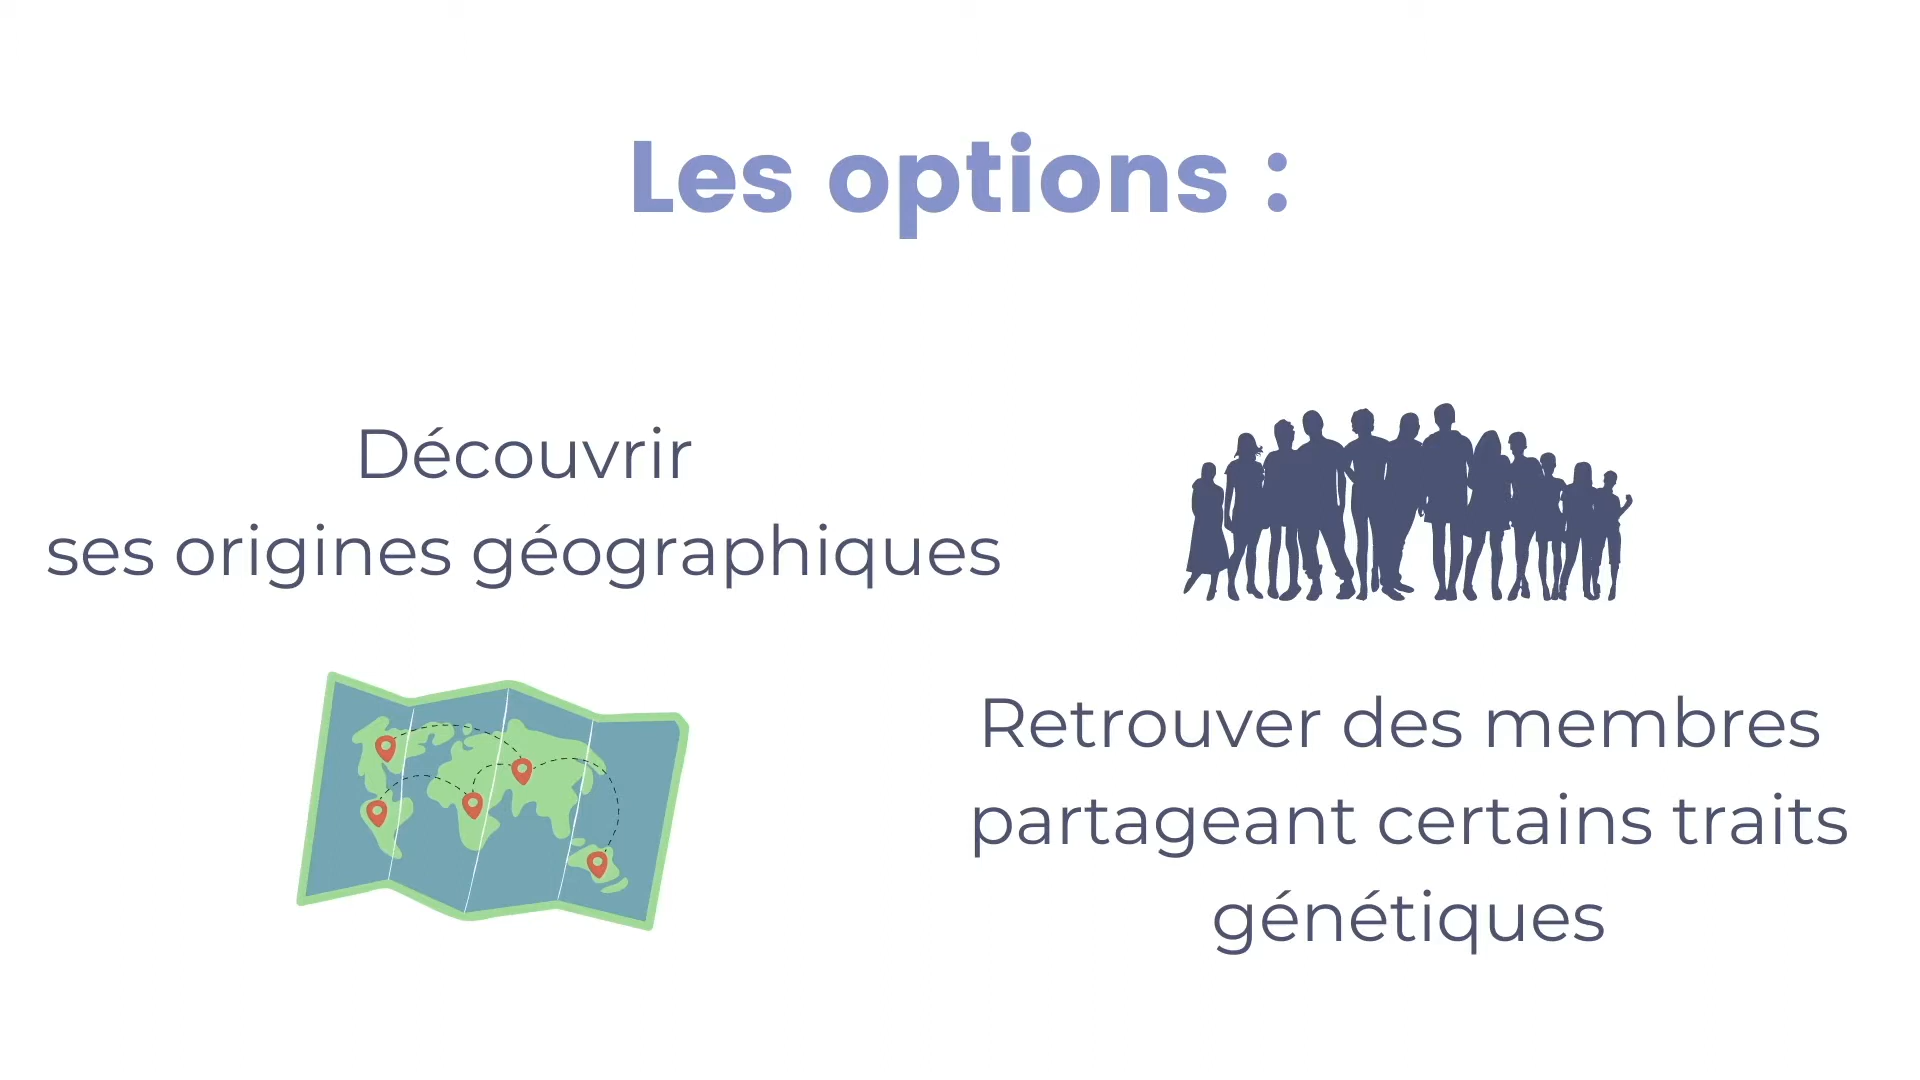 Les options :
Découvrir
ses origines géographiques
Retrouver des membres
partageant certains traits
génétiques